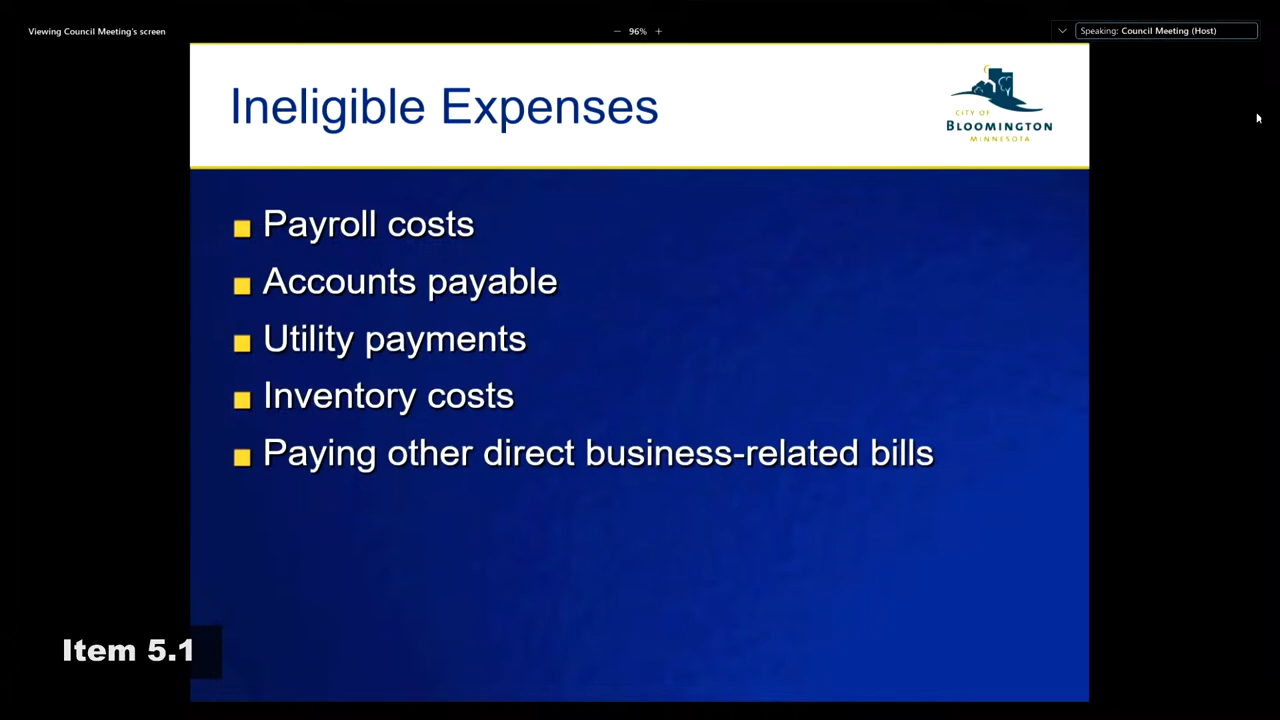 Viewing Council Meeting's screen
− 96% +
Speaking: Council Meeting (Host)
Ineligible Expenses
CITY OF
BLOOMINGTON
MINNESOTA
Payroll costs
Accounts payable
Utility payments
Inventory costs
Paying other direct business-related bills
Item 5.1